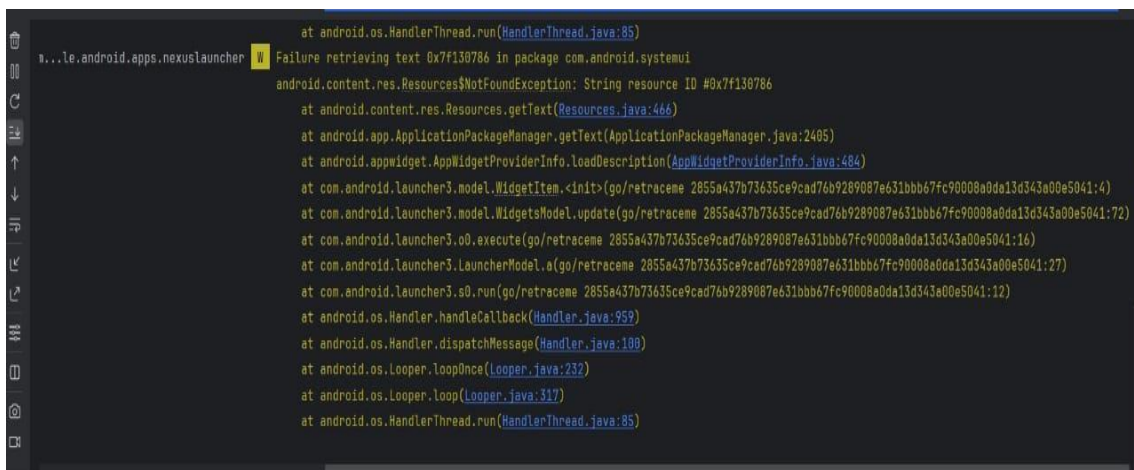 at android.os.HandlerThread.run(HandlerThread.java:85)
m...le.android.apps.nexuslauncher W Failure retrieving text 0x7f130786 in package com.android.systemui
android.content.res.Resources$NotFoundException: String resource ID #0x7f130786
at android.content.res.Resources.getText(Resources.java:466)
at android.app.ApplicationPackageManager.getText(ApplicationPackageManager.java:2405)
at android.appwidget.AppWidgetProviderInfo.loadDescription(AppWidgetProviderInfo.java:484)
at com.android.launcher3.model.WidgetItem.<init>(go/retraceme 2855a437b73635ce9cad76b9289087e631bbb67fc90008a0da13d343a00e5041:4)
at com.android.launcher3.model.WidgetsModel.update(go/retraceme 2855a437b73635ce9cad76b9289087e631bbb67fc90008a0da13d343a00e5041:72)
at com.android.launcher3.o0.execute(go/retraceme 2855a437b73635ce9cad76b9289087e631bbb67fc90008a0da13d343a00e5041:16)
at com.android.launcher3.LauncherModel.a(go/retraceme 2855a437b73635ce9cad76b9289087e631bbb67fc90008a0da13d343a00e5041:27)
at com.android.launcher3.s0.run(go/retraceme 2855a437b73635ce9cad76b9289087e631bbb67fc90008a0da13d343a00e5041:12)
at android.os.Handler.handleCallback(Handler.java:959)
at android.os.Handler.dispatchMessage(Handler.java:100)
at android.os.Looper.loopOnce(Looper.java:232)
at android.os.Looper.loop(Looper.java:317)
at android.os.HandlerThread.run(HandlerThread.java:85)